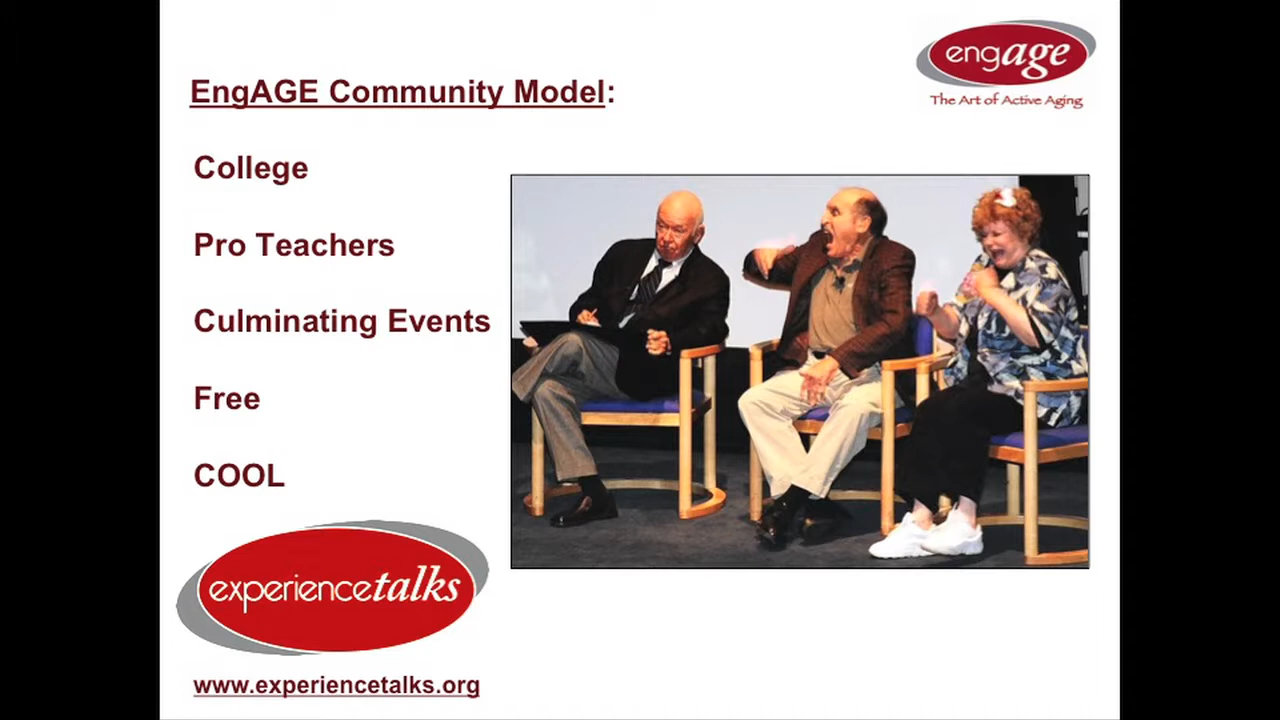 engage
The Art of Active Aging
EngAGE Community Model:
College
Pro Teachers
Culminating Events
Free
COOL
experiencetalks
www.experiencetalks.org